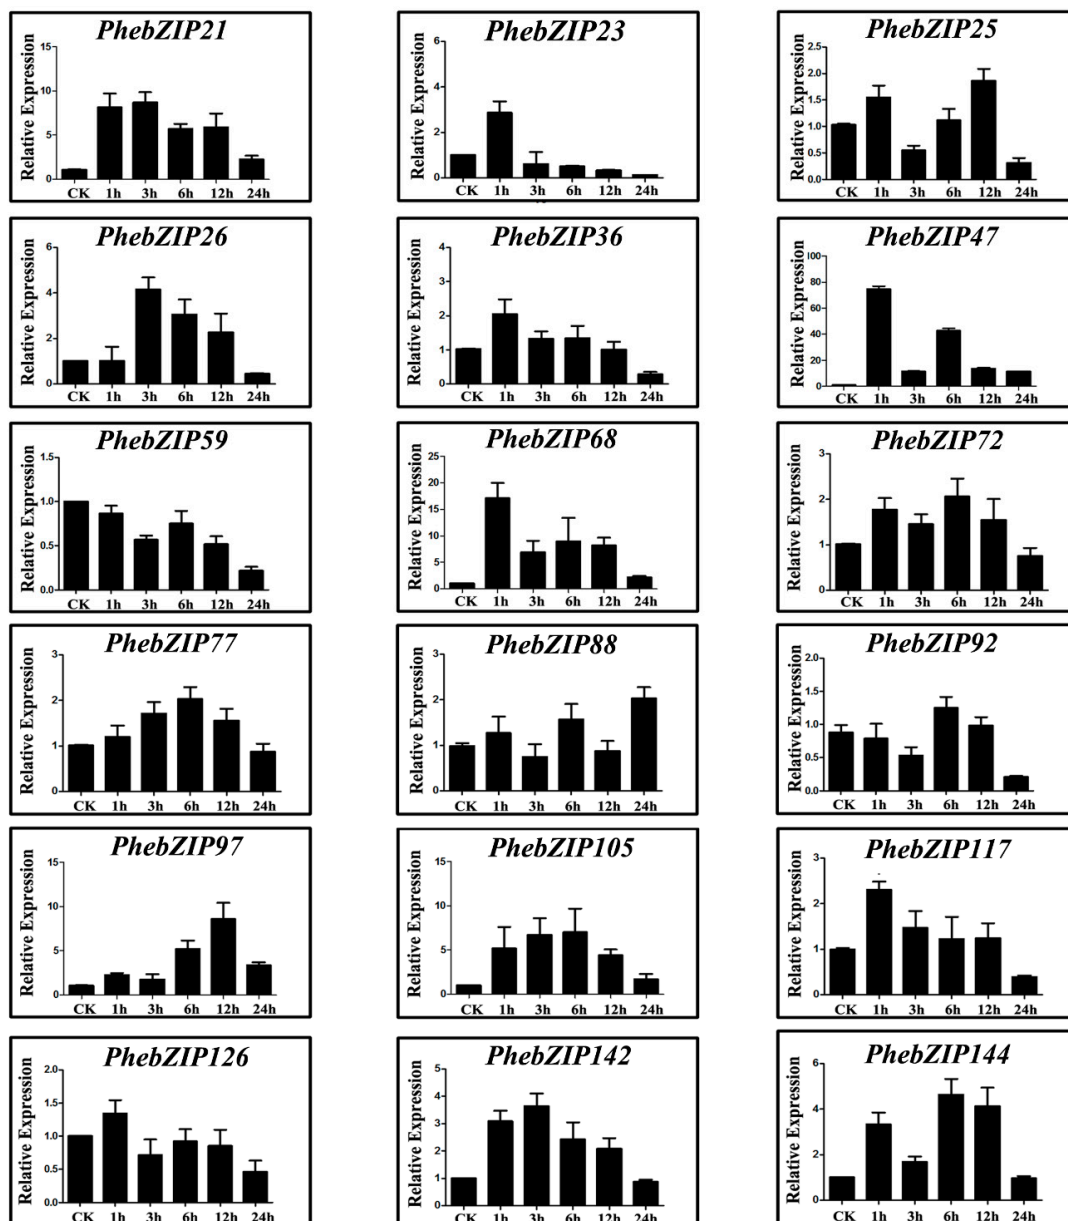 PhebZIP21
Relative Expression
15
10
5
0
CK 1h 3h 6h 12h 24h
PhebZIP23
Relative Expression
6
4
2
0
CK 1h 3h 6h 12h 24h
PhebZIP25
Relative Expression
2.5
2.0
1.5
1.0
0.5
0.0
CK 1h 3h 6h 12h 24h
PhebZIP26
Relative Expression
6
4
2
0
CK 1h 3h 6h 12h 24h
PhebZIP36
Relative Expression
4
3
2
1
0
CK 1h 3h 6h 12h 24h
PhebZIP47
Relative Expression
100
80
60
40
20
0
CK 1h 3h 6h 12h 24h
PhebZIP59
Relative Expression
1.5
1.0
0.5
0.0
CK 1h 3h 6h 12h 24h
PhebZIP68
Relative Expression
25
20
15
10
5
0
CK 1h 3h 6h 12h 24h
PhebZIP72
Relative Expression
3
2
1
0
CK 1h 3h 6h 12h 24h
PhebZIP77
Relative Expression
3
2
1
0
CK 1h 3h 6h 12h 24h
PhebZIP88
Relative Expression
3
2
1
0
CK 1h 3h 6h 12h 24h
PhebZIP92
Relative Expression
2.0
1.5
1.0
0.5
0.0
CK 1h 3h 6h 12h 24h
PhebZIP97
Relative Expression
15
10
5
0
CK 1h 3h 6h 12h 24h
PhebZIP105
Relative Expression
15
10
5
0
CK 1h 3h 6h 12h 24h
PhebZIP117
Relative Expression
3
2
1
0
CK 1h 3h 6h 12h 24h
PhebZIP126
Relative Expression
2.0
1.5
1.0
0.5
0.0
CK 1h 3h 6h 12h 24h
PhebZIP142
Relative Expression
5
4
3
2
1
0
CK 1h 3h 6h 12h 24h
PhebZIP144
Relative Expression
6
4
2
0
CK 1h 3h 6h 12h 24h